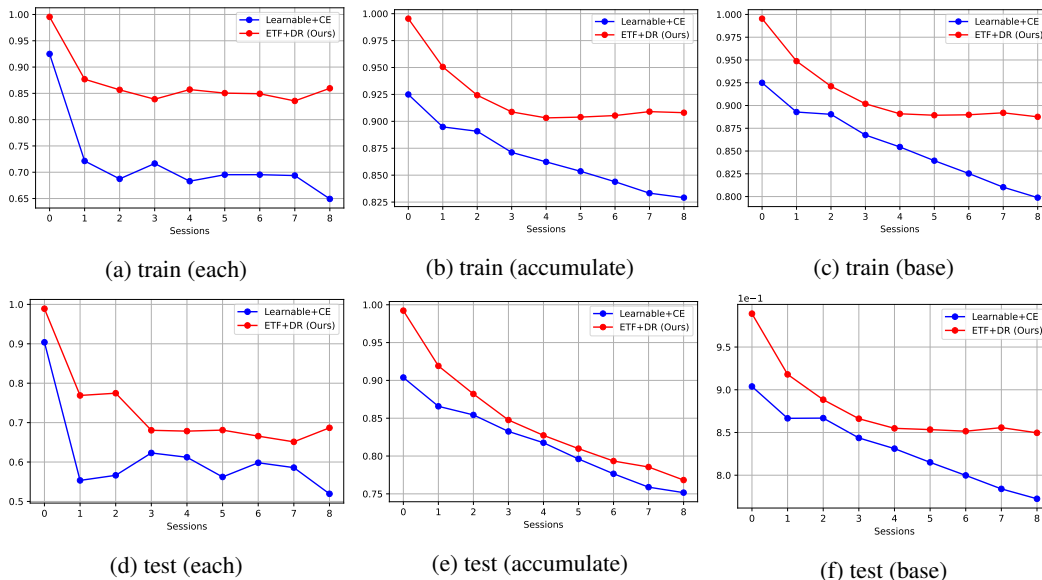 1.00
0.95
0.90
0.85
0.80
0.75
0.70
0.65
Learnable+CE
ETF+DR (Ours)
0 1 2 3 4 5 6 7 8
Sessions
(a) train (each)
1.000
0.975
0.950
0.925
0.900
0.875
0.850
0.825
Learnable+CE
ETF+DR (Ours)
0 1 2 3 4 5 6 7 8
Sessions
(b) train (accumulate)
1.000
0.975
0.950
0.925
0.900
0.875
0.850
0.825
0.800
Learnable+CE
ETF+DR (Ours)
0 1 2 3 4 5 6 7 8
Sessions
(c) train (base)
1.0
0.9
0.8
0.7
0.6
0.5
Learnable+CE
ETF+DR (Ours)
0 1 2 3 4 5 6 7 8
Sessions
(d) test (each)
1.00
0.95
0.90
0.85
0.80
0.75
Learnable+CE
ETF+DR (Ours)
0 1 2 3 4 5 6 7 8
Sessions
(e) test (accumulate)
1e−1
9.5
9.0
8.5
8.0
Learnable+CE
ETF+DR (Ours)
0 1 2 3 4 5 6 7 8
Sessions
(f) test (base)